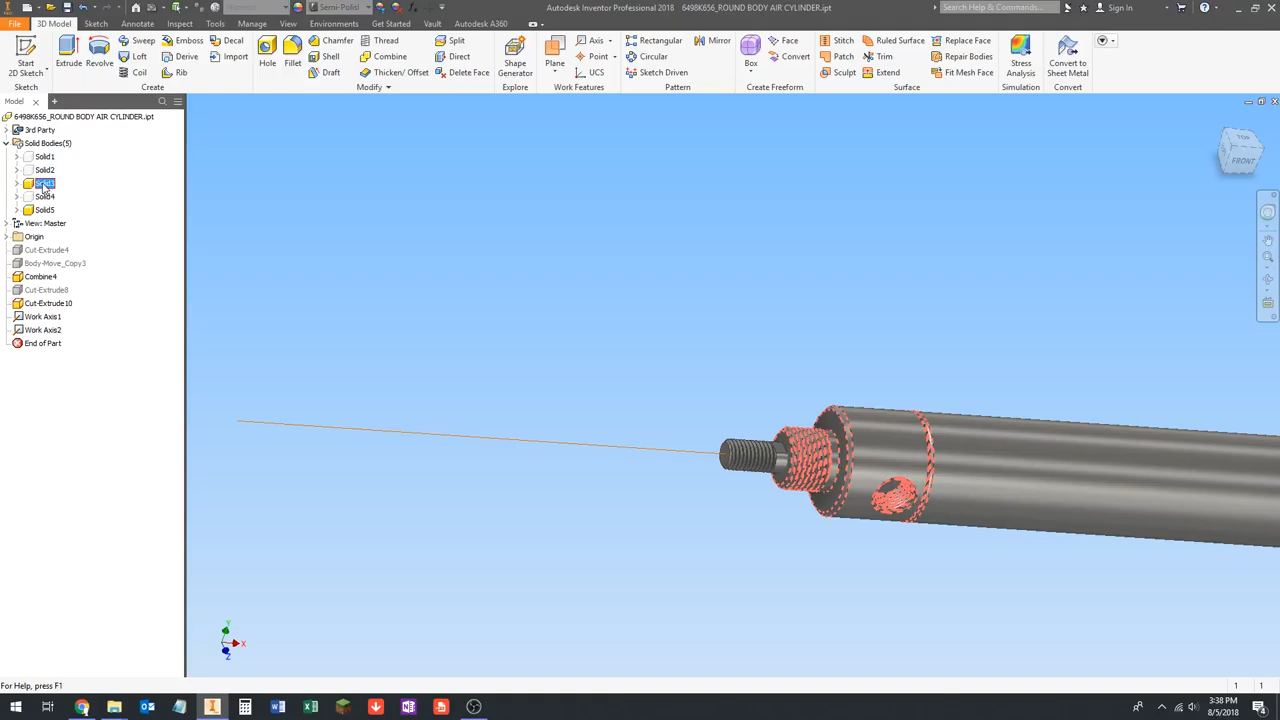 Material
Semi-Polisl
Autodesk Inventor Professional 2018 6498K656_ROUND BODY AIR CYLINDER.ipt
Search Help & Commands...
Sign In
File
3D Model
Sketch
Annotate
Inspect
Tools
Manage
View
Environments
Get Started
Vault
Autodesk A360
Start
2D Sketch
Sketch
Extrude
Revolve
Sweep
Loft
Coil
Emboss
Derive
Rib
Decal
Import
Create
Hole
Fillet
Chamfer
Shell
Draft
Thread
Combine
Thicken/ Offset
Split
Direct
Delete Face
Modify
Shape
Generator
Explore
Plane
Axis
Point
UCS
Work Features
Rectangular
Circular
Sketch Driven
Mirror
Pattern
Box
Face
Convert
Create Freeform
Stitch
Patch
Sculpt
Ruled Surface
Trim
Extend
Replace Face
Repair Bodies
Fit Mesh Face
Surface
Stress
Analysis
Simulation
Convert to
Sheet Metal
Convert
Model
6498K656_ROUND BODY AIR CYLINDER.ipt
3rd Party
Solid Bodies(5)
Solid1
Solid2
Solid3
Solid4
Solid5
View: Master
Origin
Cut-Extrude4
Body-Move_Copy3
Combine4
Cut-Extrude8
Cut-Extrude10
Work Axis1
Work Axis2
End of Part
TOP
FRONT
Y
X
Z
For Help, press F1
1 1
3:38 PM
8/5/2018